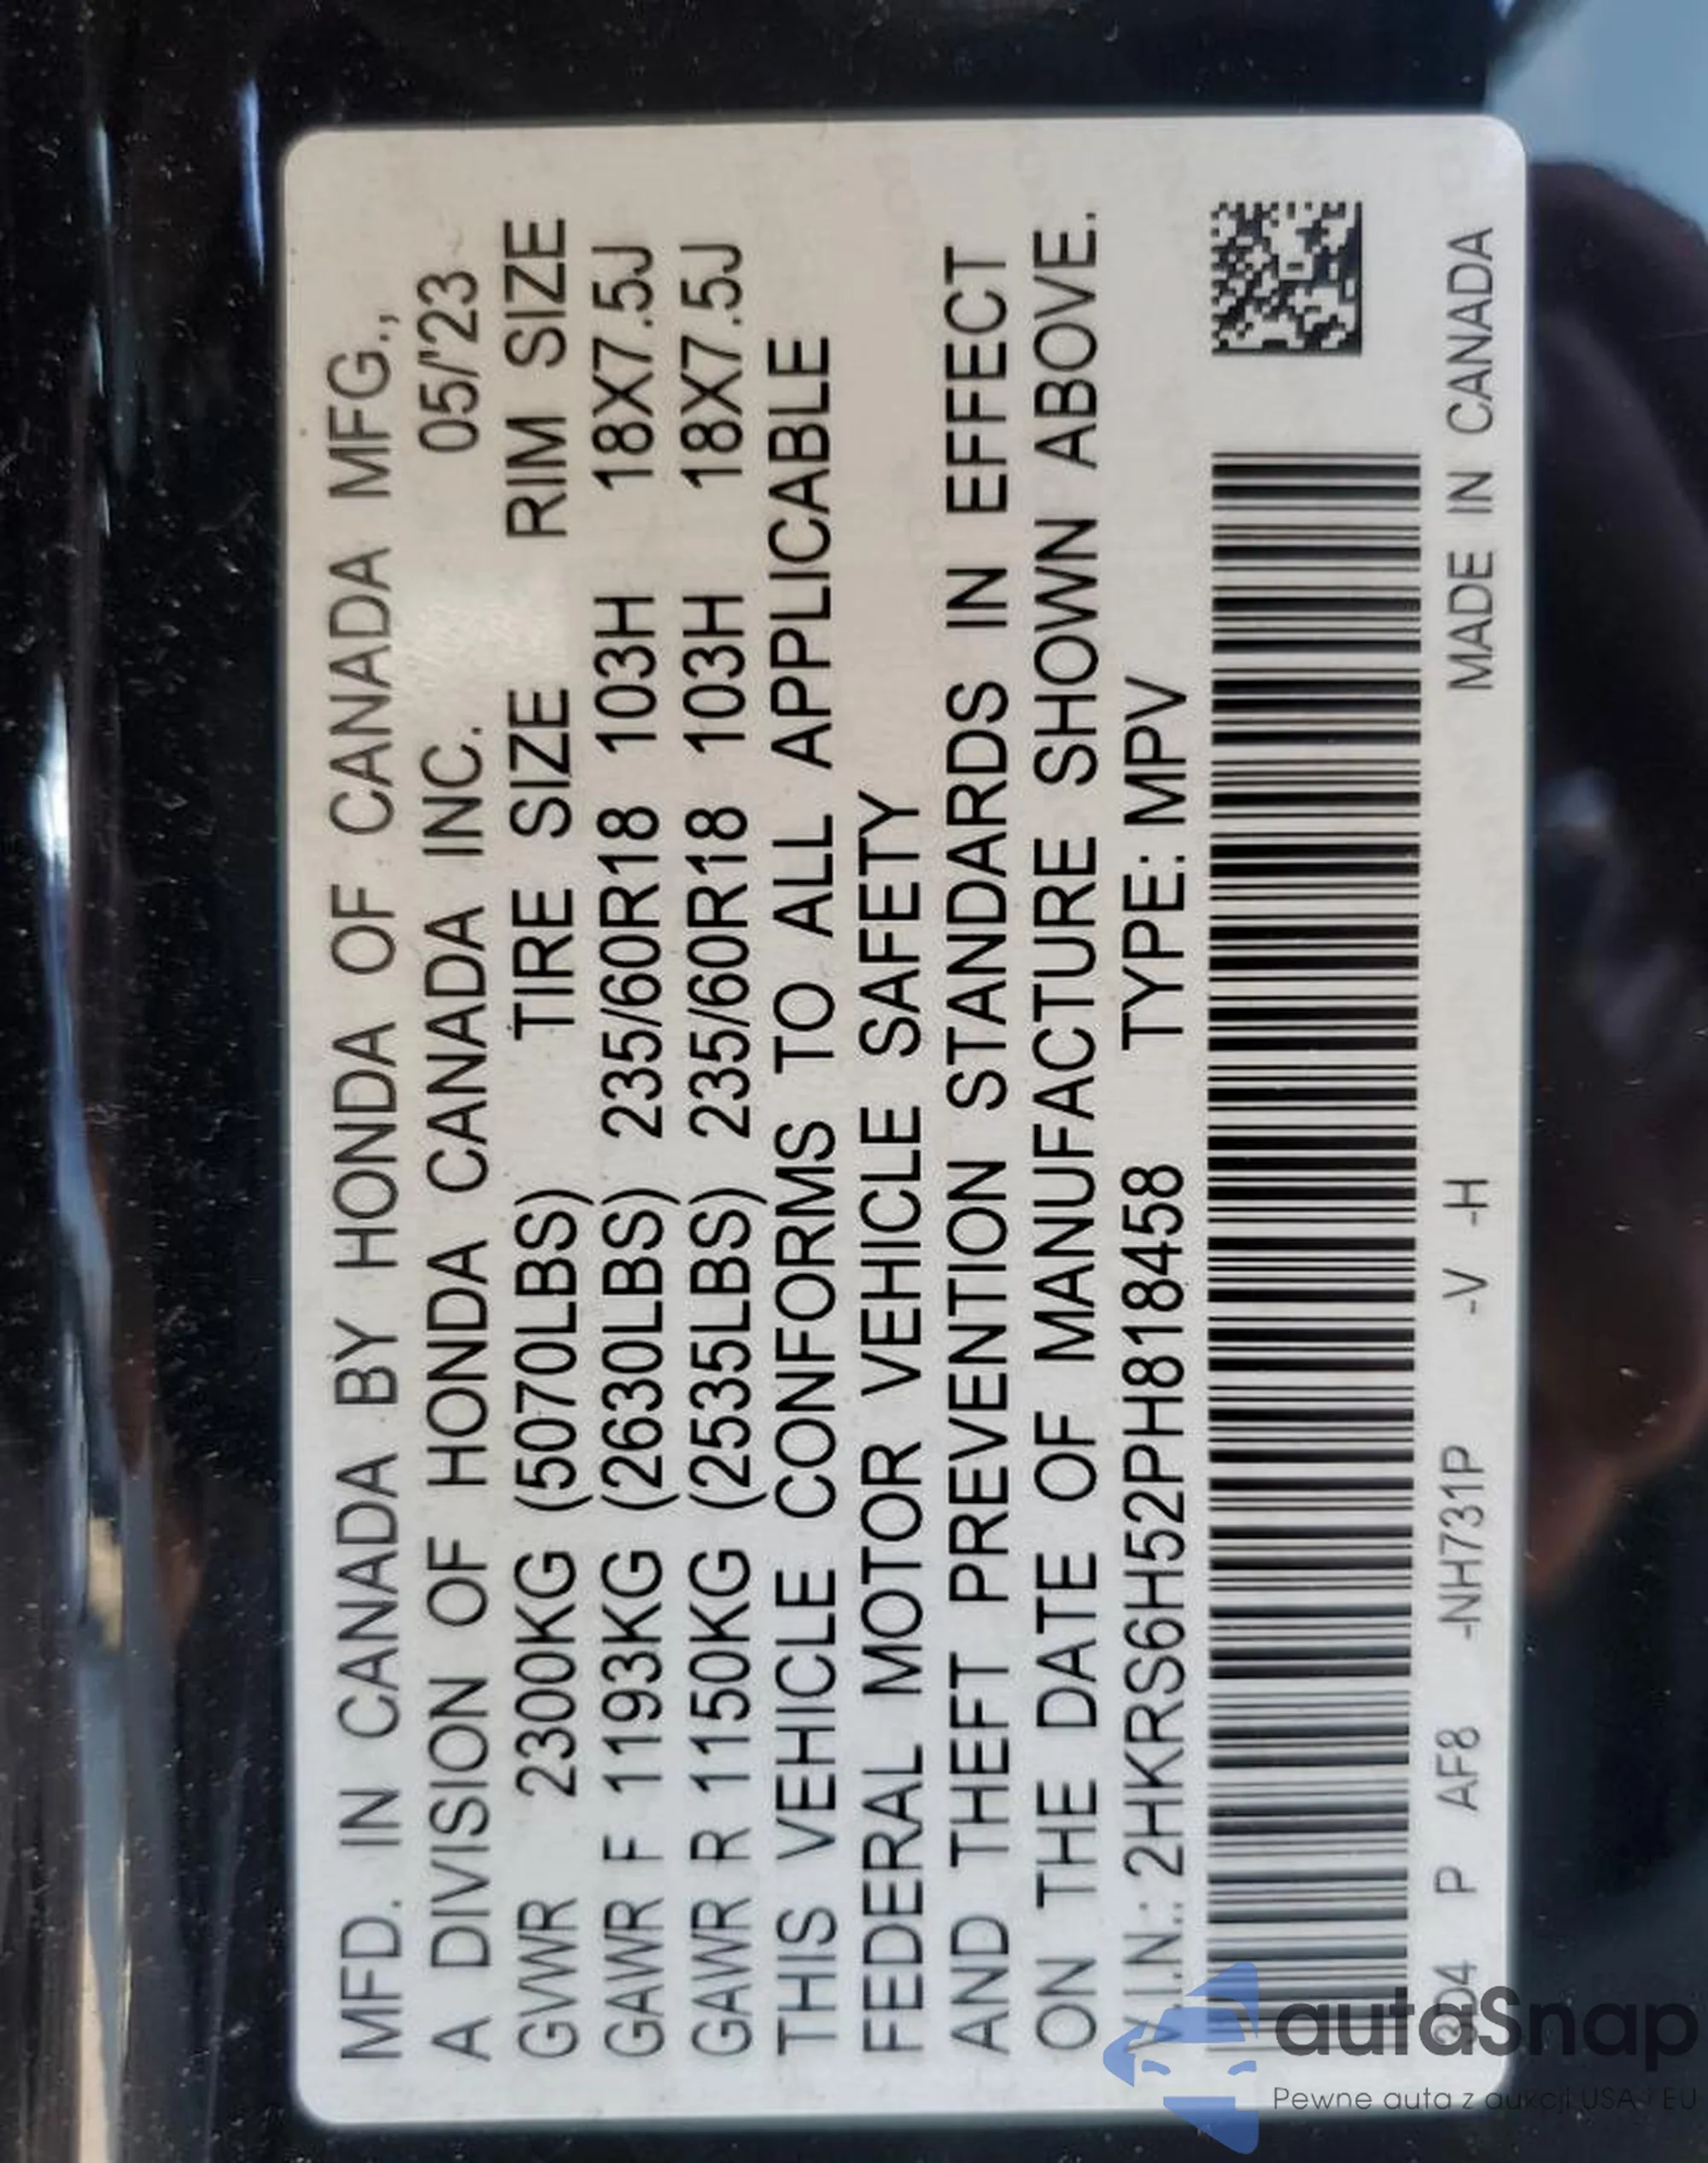 MFD. IN CANADA BY HONDA OF CANADA MFG.,
A DIVISION OF HONDA CANADA INC. 05/'23
GVWR 2300KG (5070LBS) TIRE SIZE RIM SIZE
GAWR F 1193KG (2630LBS) 235/60R18 103H 18X7.5J
GAWR R 1150KG (2535LBS) 235/60R18 103H 18X7.5J
THIS VEHICLE CONFORMS TO ALL APPLICABLE
FEDERAL MOTOR VEHICLE SAFETY
AND THEFT PREVENTION STANDARDS IN EFFECT
ON THE DATE OF MANUFACTURE SHOWN ABOVE.
V.I.N.: 2HKRS6H52PH818458 TYPE: MPV
P AF8 -NH731P -V -H MADE IN CANADA
autaSnap
Pewne auta z aukcji USA i EU